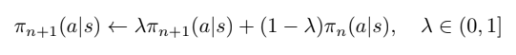 π_{n+1}(a|s) ← λπ_{n+1}(a|s) + (1 − λ)π_n(a|s), λ ∈ (0, 1]